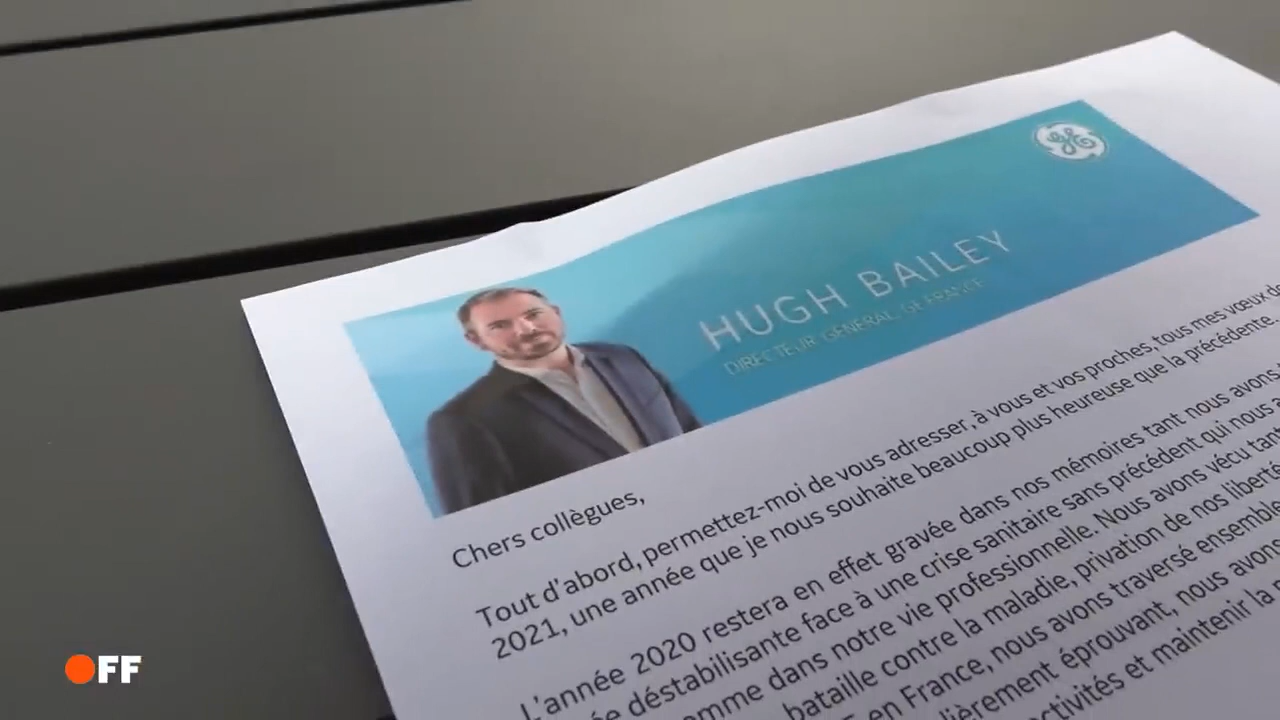 HUGH BAILEY
DIRECTEUR GÉNÉRAL, GE FRANCE
Chers collègues,
Tout d'abord, permettez-moi de vous adresser, à vous et vos proches, tous mes vœux de
2021, une année que je nous souhaite beaucoup plus heureuse que la précédente.
L'année 2020 restera en effet gravée dans nos mémoires tant nous avons
déstabilisante face à une crise sanitaire sans précédent qui nous a
dans notre vie professionnelle. Nous avons vécu tant
bataille contre la maladie, privation de nos liberté
en France, nous avons traversé ensemble
éprouvant, nous avons
et maintenir la
OFF